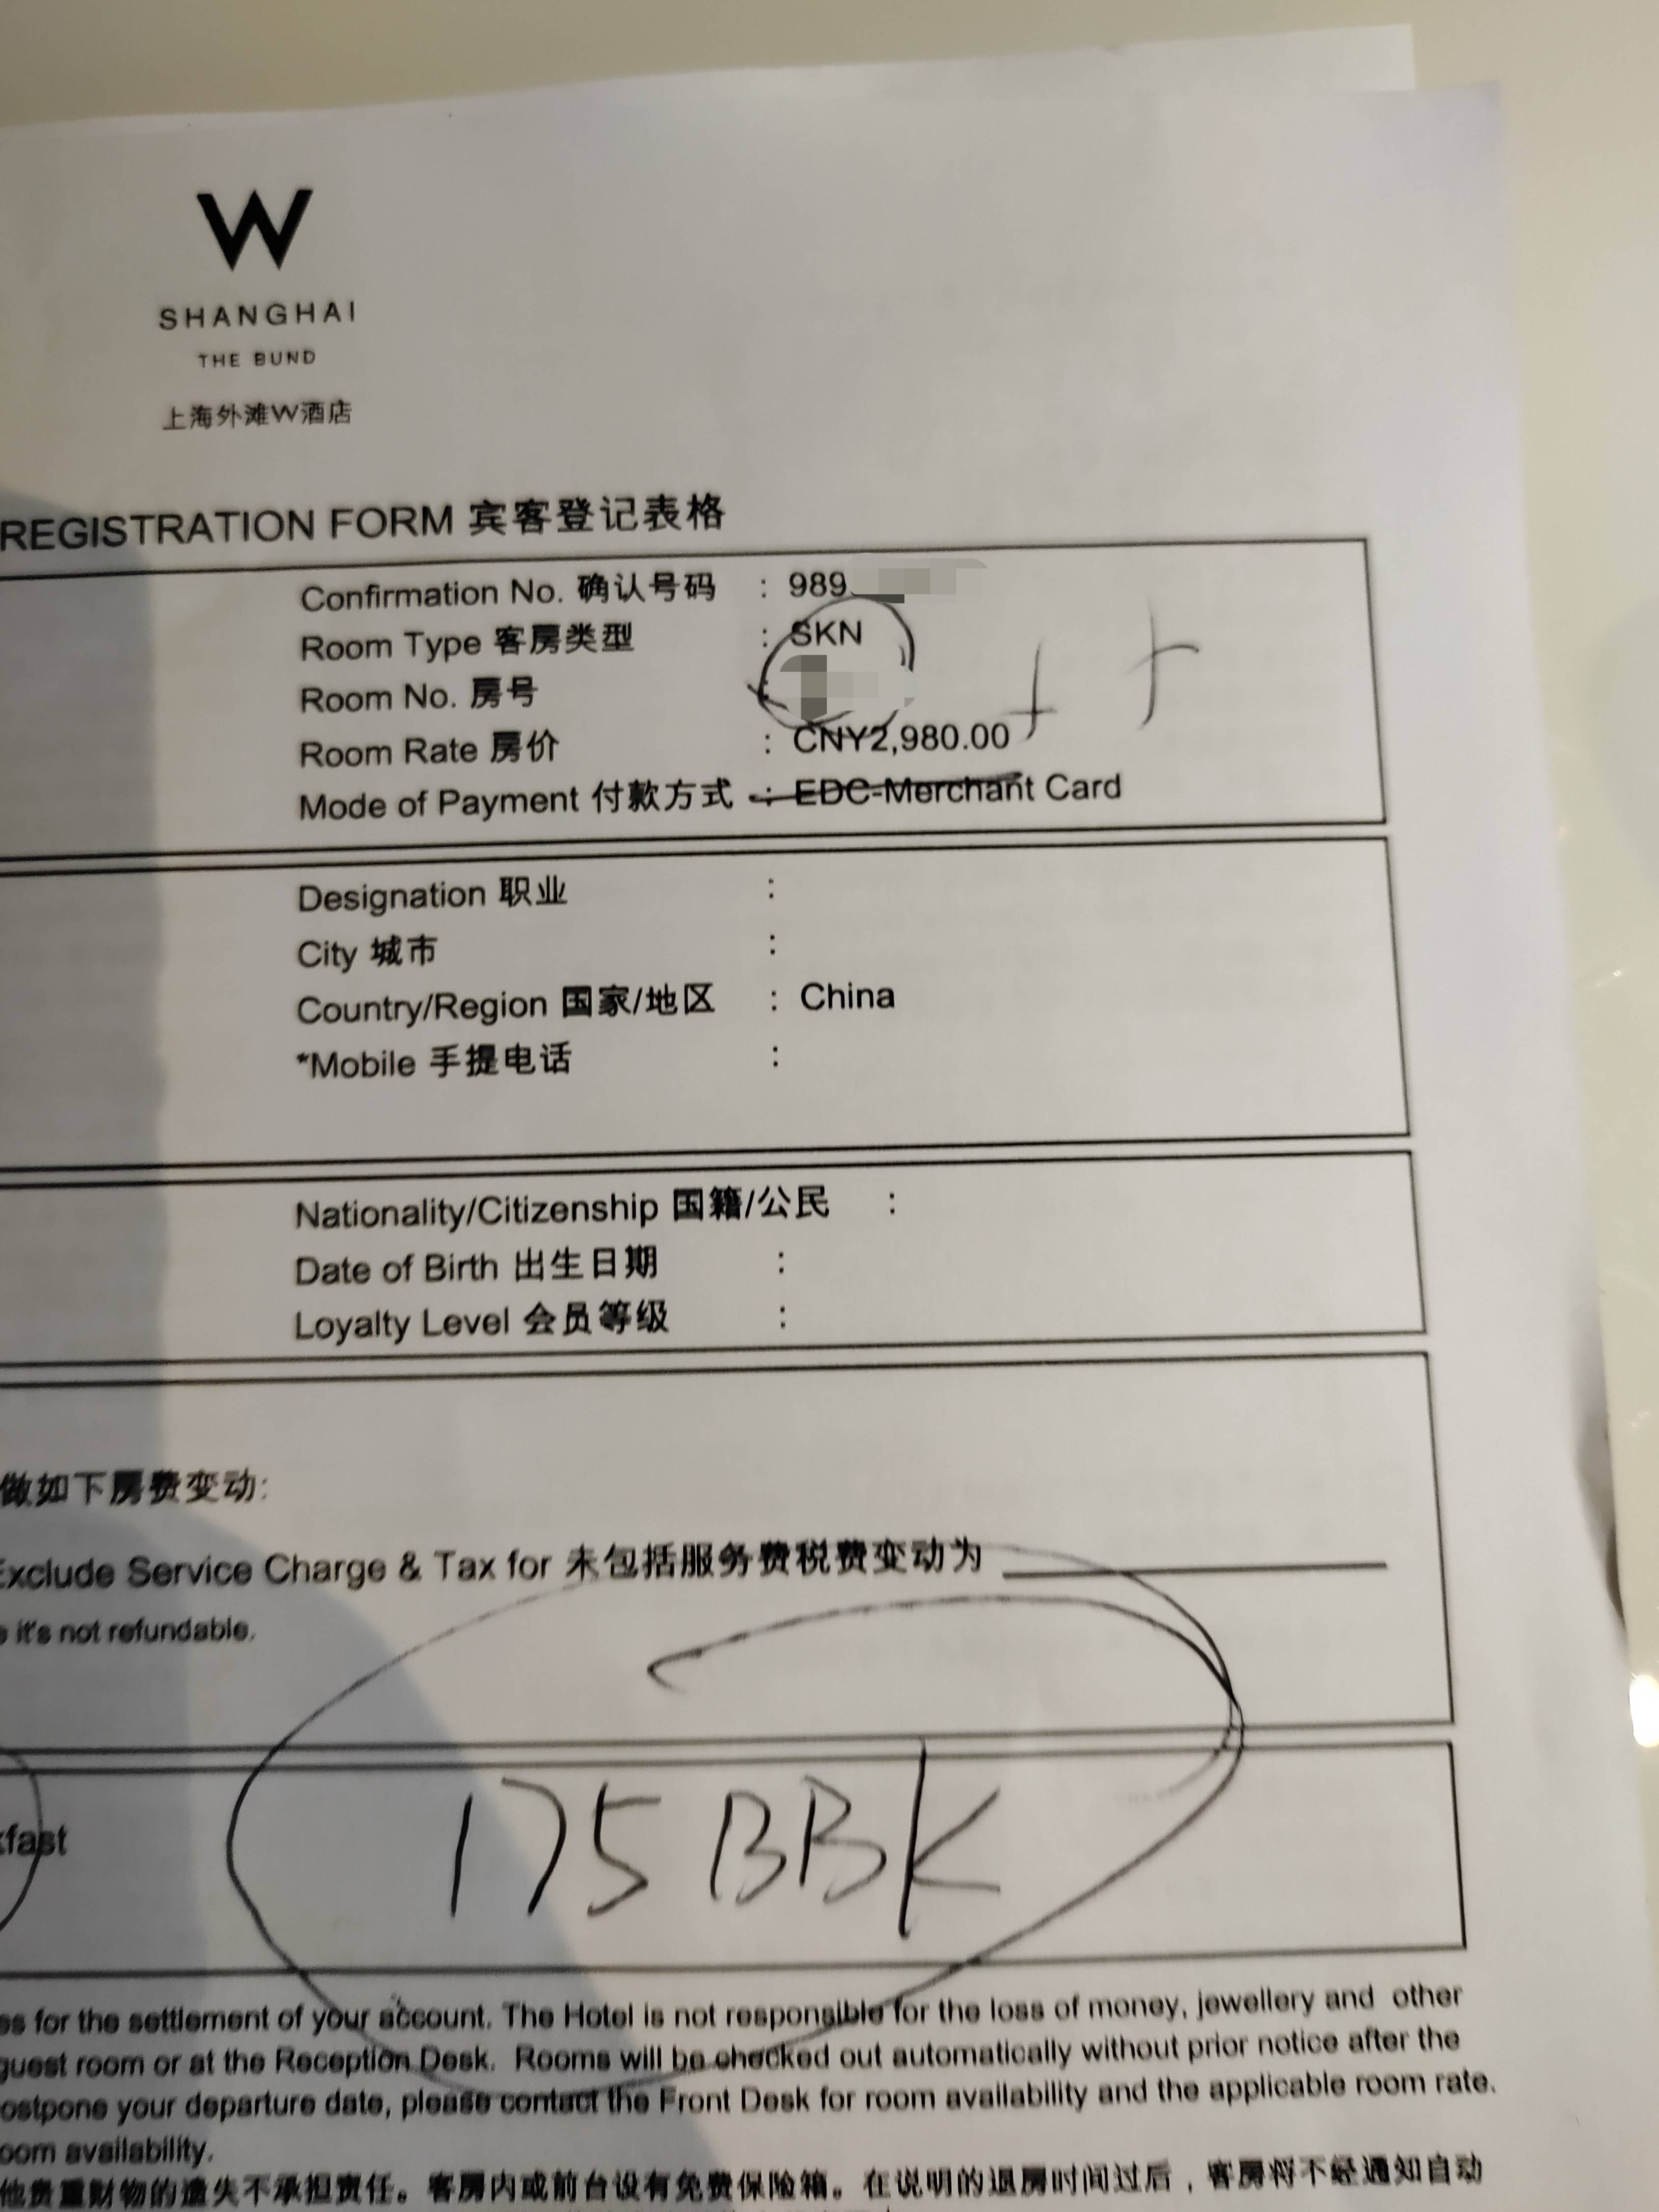 W
SHANGHAI
THE BUND
上海外滩W酒店
REGISTRATION FORM 宾客登记表格
Confirmation No. 确认号码 : 989
Room Type 客房类型 : SKN
Room No. 房号 :
Room Rate 房价 : CNY2,980.00 ++
Mode of Payment 付款方式 : EDC-Merchant Card
Designation 职业 :
City 城市 :
Country/Region 国家/地区 : China
*Mobile 手提电话 :
Nationality/Citizenship 国籍/公民 :
Date of Birth 出生日期 :
Loyalty Level 会员等级 :
做如下房费变动:
Exclude Service Charge & Tax for 未包括服务费税费变动为
it's not refundable.
175BBK
fast
for the settlement of your account. The Hotel is not responsible for the loss of money, jewellery and other
guest room or at the Reception Desk. Rooms will be checked out automatically without prior notice after the
postpone your departure date, please contact the Front Desk for room availability and the applicable room rate.
room availability.
他贵重财物的遗失不承担责任。客房内或前台设有免费保险箱。在说明的退房时间过后，客房将不经通知自动